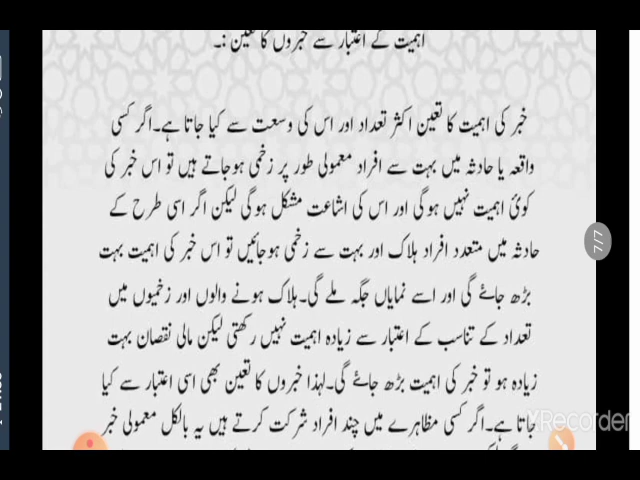 اہمیت کے اعتبار سے خبروں کا تعین :۔
خبر کی اہمیت کا تعین اکثر تعداد اور اس کی وسعت سے کیا جاتا ہے۔اگر کسی
واقعہ یا حادثہ میں بہت سے افراد معمولی طور پر زخمی ہوجاتے ہیں تو اس خبر کی
کوئ اہمیت نہیں ہوگی اور اس کی اشاعت مشکل ہوگی لیکن اگر اسی طرح کے
حادثہ میں متعدد افراد ہلاک اور بہت سے زخمی ہوجائیں تو اس خبر کی اہمیت بہت
بڑھ جائے گی اور اسے نمایاں جگہ ملے گی۔ہلاک ہونے والوں اور زخمیوں میں
تعداد کے تناسب کے اعتبار سے زیادہ اہمیت نہیں رکھتی لیکن مالی نقصان بہت
زیادہ ہو تو خبر کی اہمیت بڑھ جائے گی۔لہذا خبروں کا تعین بھی اسی اعتبار سے کیا
جاتا ہے۔اگر کسی مظاہرے میں چند افراد شرکت کرتے ہیں یہ بالکل معمولی خبر
7/7
XRecorder